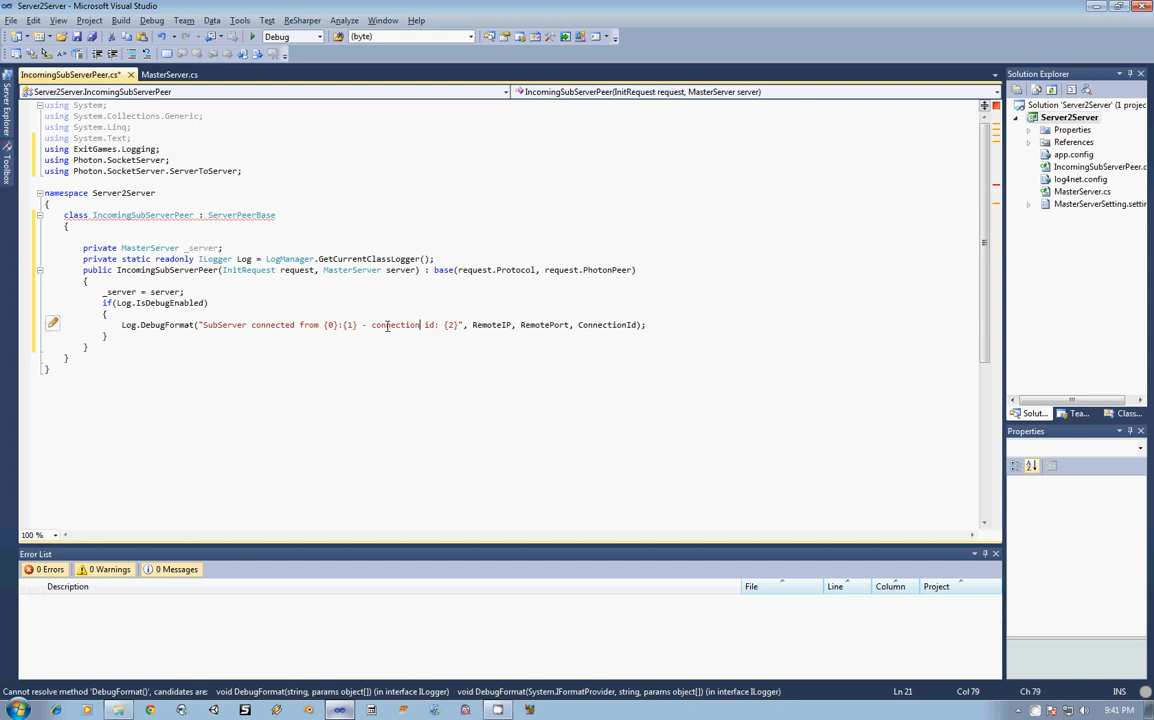 Server2Server - Microsoft Visual Studio
File Edit View Project Build Debug Team Data Tools Test ReSharper Analyze Window Help
Debug (byte)
IncomingSubServerPeer.cs* MasterServer.cs
Server2Server.IncomingSubServerPeer IncomingSubServerPeer(InitRequest request, MasterServer server)
Server Explorer
Toolbox
using System;
using System.Collections.Generic;
using System.Linq;
using System.Text;
using ExitGames.Logging;
using Photon.SocketServer;
using Photon.SocketServer.ServerToServer;
namespace Server2Server
{
class IncomingSubServerPeer : ServerPeerBase
{
private MasterServer _server;
private static readonly ILogger Log = LogManager.GetCurrentClassLogger();
public IncomingSubServerPeer(InitRequest request, MasterServer server) : base(request.Protocol, request.PhotonPeer)
{
_server = server;
if(Log.IsDebugEnabled)
{
Log.DebugFormat("SubServer connected from {0}:{1} - connection id: {2}", RemoteIP, RemotePort, ConnectionId);
}
}
}
}
100 %
Solution Explorer
Solution 'Server2Server' (1 projec
Server2Server
Properties
References
app.config
IncomingSubServerPeer.c
log4net.config
MasterServer.cs
MasterServerSetting.settin
Solut... Tea... Class...
Properties
Error List
0 Errors 0 Warnings 0 Messages
Description File Line Column Project
Cannot resolve method 'DebugFormat()', candidates are: void DebugFormat(string, params object[]) (in interface ILogger) void DebugFormat(System.IFormatProvider, string, params object[]) (in interface ILogger) Ln 21 Col 79 Ch 79 INS
9:41 PM